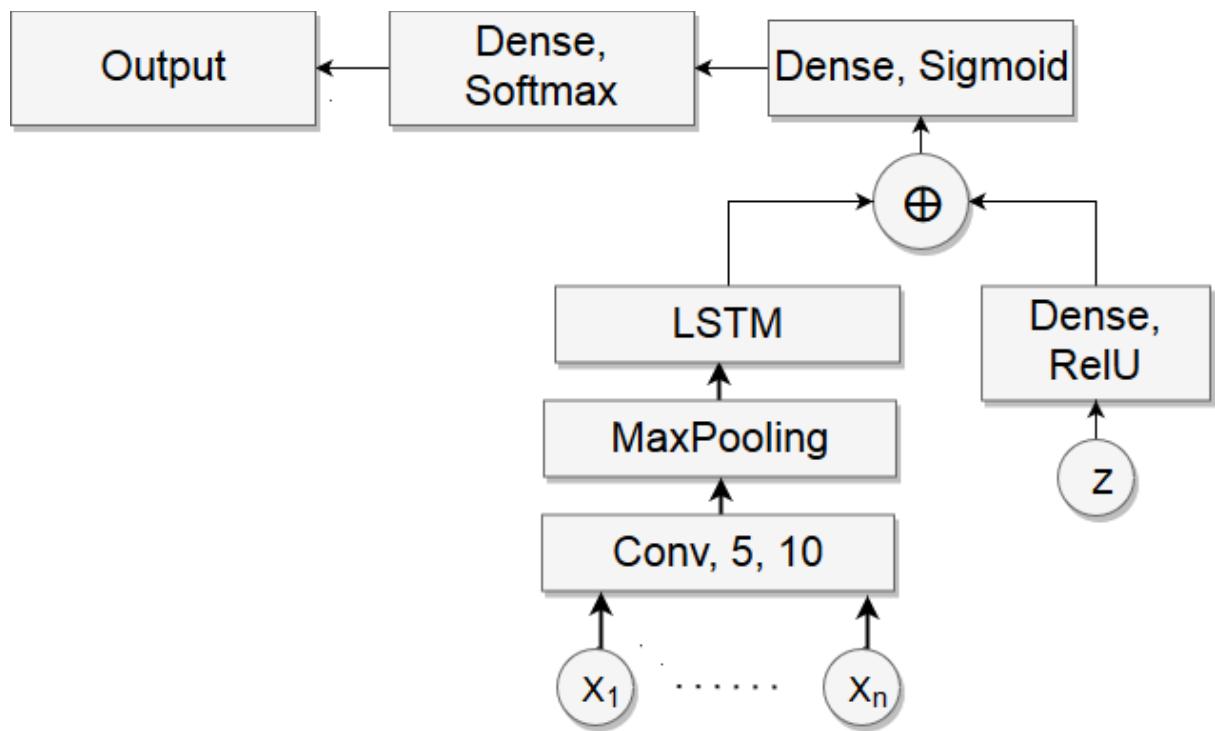 Output
Dense,
Softmax
Dense, Sigmoid
⊕
LSTM
Dense,
RelU
MaxPooling
z
Conv, 5, 10
x₁ ...... xₙ